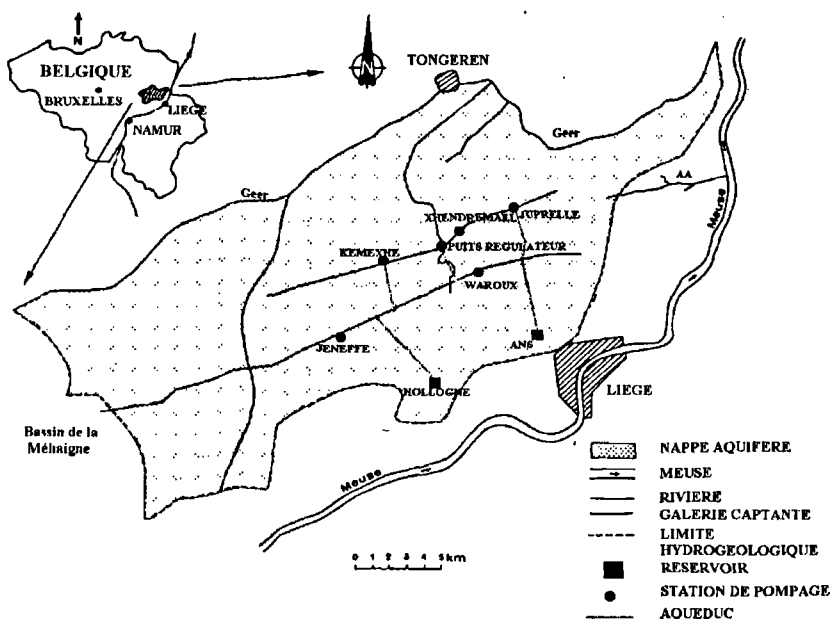 N
BELGIQUE
BRUXELLES
LIEGE
NAMUR
N
TONGEREN
Geer
Geer
AA
Meuse
XHENDREMAEL
JUPRELLE
PUITS REGULATEUR
KEMEXHE
WAROUX
JENEFFE
ANS
HOLLOGNE
LIEGE
Bassin de la
Méhaigne
Meuse
0 1 2 3 4 5 km
NAPPE AQUIFERE
MEUSE
RIVIERE
GALERIE CAPTANTE
LIMITE
HYDROGEOLOGIQUE
RESERVOIR
STATION DE POMPAGE
AQUEDUC